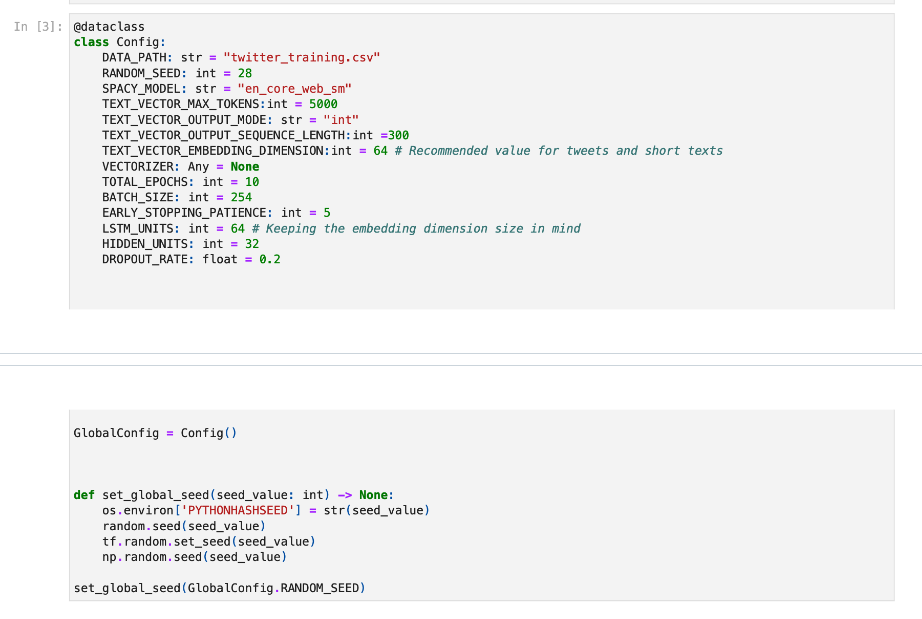 In [3]:
@dataclass
class Config:
    DATA_PATH: str = "twitter_training.csv"
    RANDOM_SEED: int = 28
    SPACY_MODEL: str = "en_core_web_sm"
    TEXT_VECTOR_MAX_TOKENS:int = 5000
    TEXT_VECTOR_OUTPUT_MODE: str = "int"
    TEXT_VECTOR_OUTPUT_SEQUENCE_LENGTH:int =300
    TEXT_VECTOR_EMBEDDING_DIMENSION:int = 64 # Recommended value for tweets and short texts
    VECTORIZER: Any = None
    TOTAL_EPOCHS: int = 10
    BATCH_SIZE: int = 254
    EARLY_STOPPING_PATIENCE: int = 5
    LSTM_UNITS: int = 64 # Keeping the embedding dimension size in mind
    HIDDEN_UNITS: int = 32
    DROPOUT_RATE: float = 0.2
GlobalConfig = Config()
def set_global_seed(seed_value: int) -> None:
    os.environ['PYTHONHASHSEED'] = str(seed_value)
    random.seed(seed_value)
    tf.random.set_seed(seed_value)
    np.random.seed(seed_value)
set_global_seed(GlobalConfig.RANDOM_SEED)